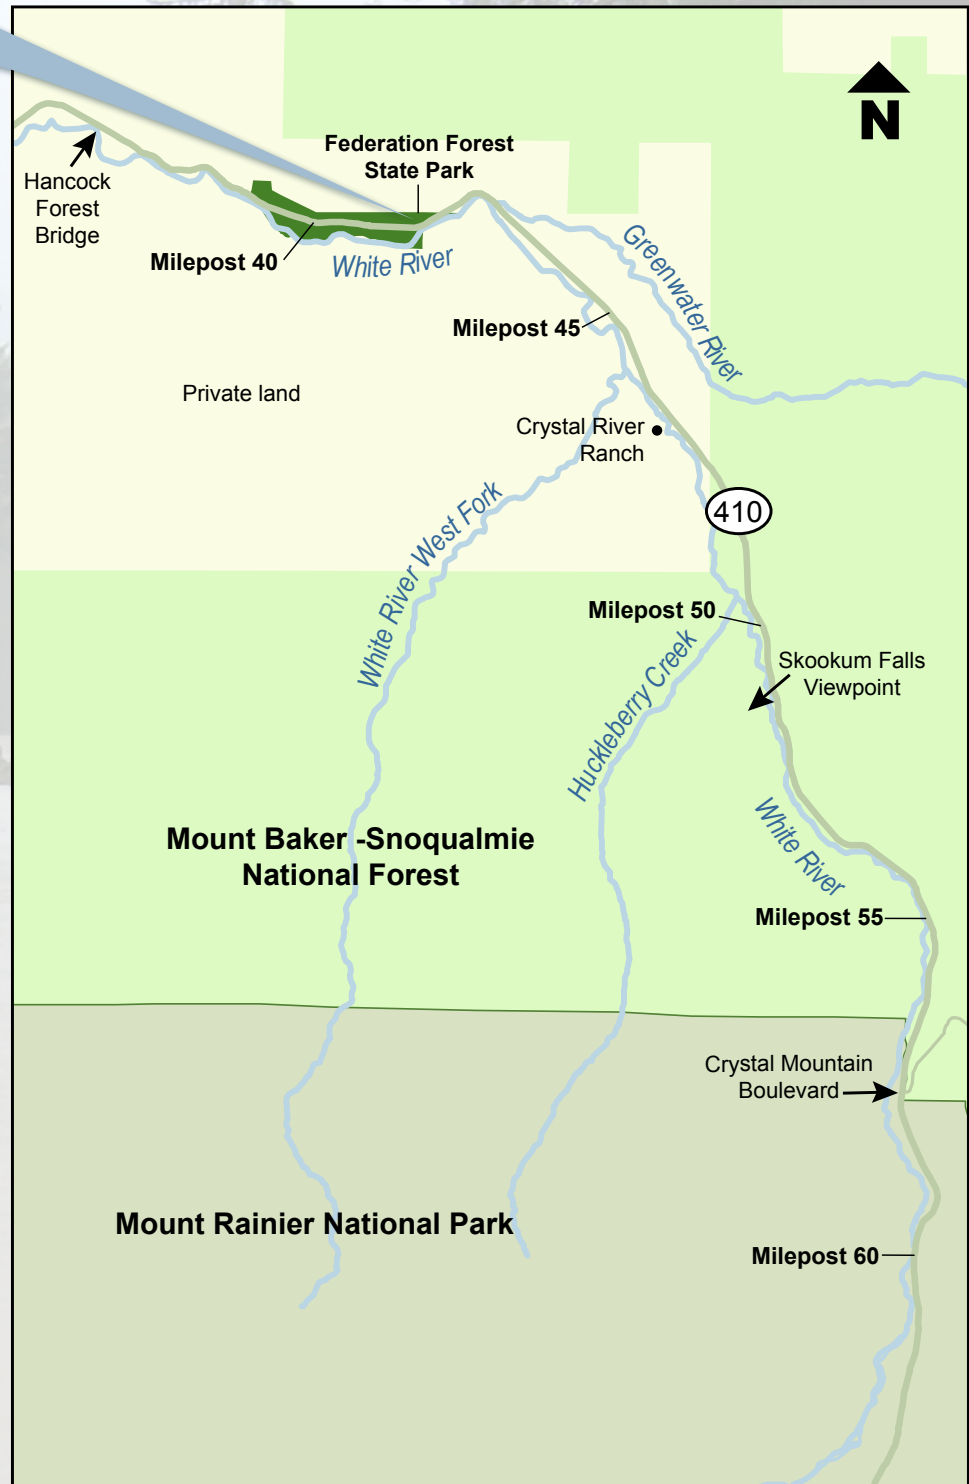 N
Federation Forest
State Park
Hancock
Forest
Bridge
Milepost 40
White River
Greenwater River
Milepost 45
Private land
Crystal River
Ranch
White River West Fork
410
Milepost 50
Huckleberry Creek
Skookum Falls
Viewpoint
White River
Mount Baker -Snoqualmie
National Forest
Milepost 55
Crystal Mountain
Boulevard
Mount Rainier National Park
Milepost 60